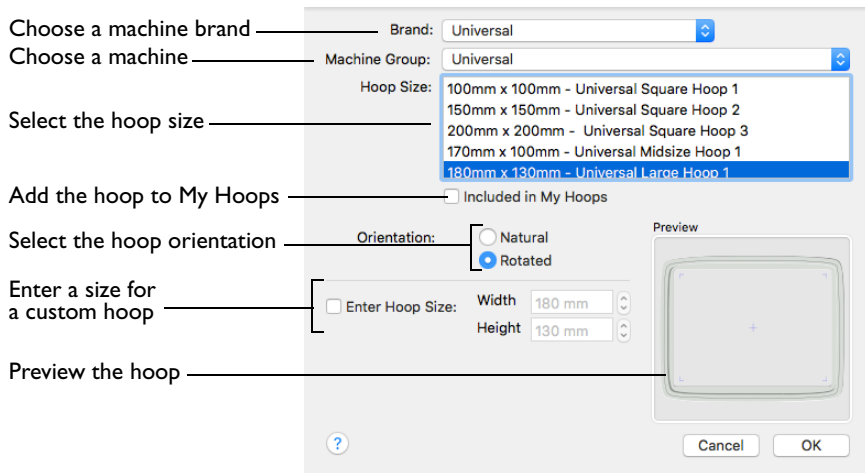 Choose a machine brand
Brand: Universal
Choose a machine
Machine Group: Universal
Hoop Size:
100mm x 100mm - Universal Square Hoop 1
150mm x 150mm - Universal Square Hoop 2
Select the hoop size
200mm x 200mm -  Universal Square Hoop 3
170mm x 100mm - Universal Midsize Hoop 1
180mm x 130mm - Universal Large Hoop 1
Add the hoop to My Hoops
Included in My Hoops
Select the hoop orientation
Orientation:
Natural
Rotated
Preview
Enter a size for
a custom hoop
Enter Hoop Size:
Width 180 mm
Height 130 mm
Preview the hoop
?
Cancel
OK